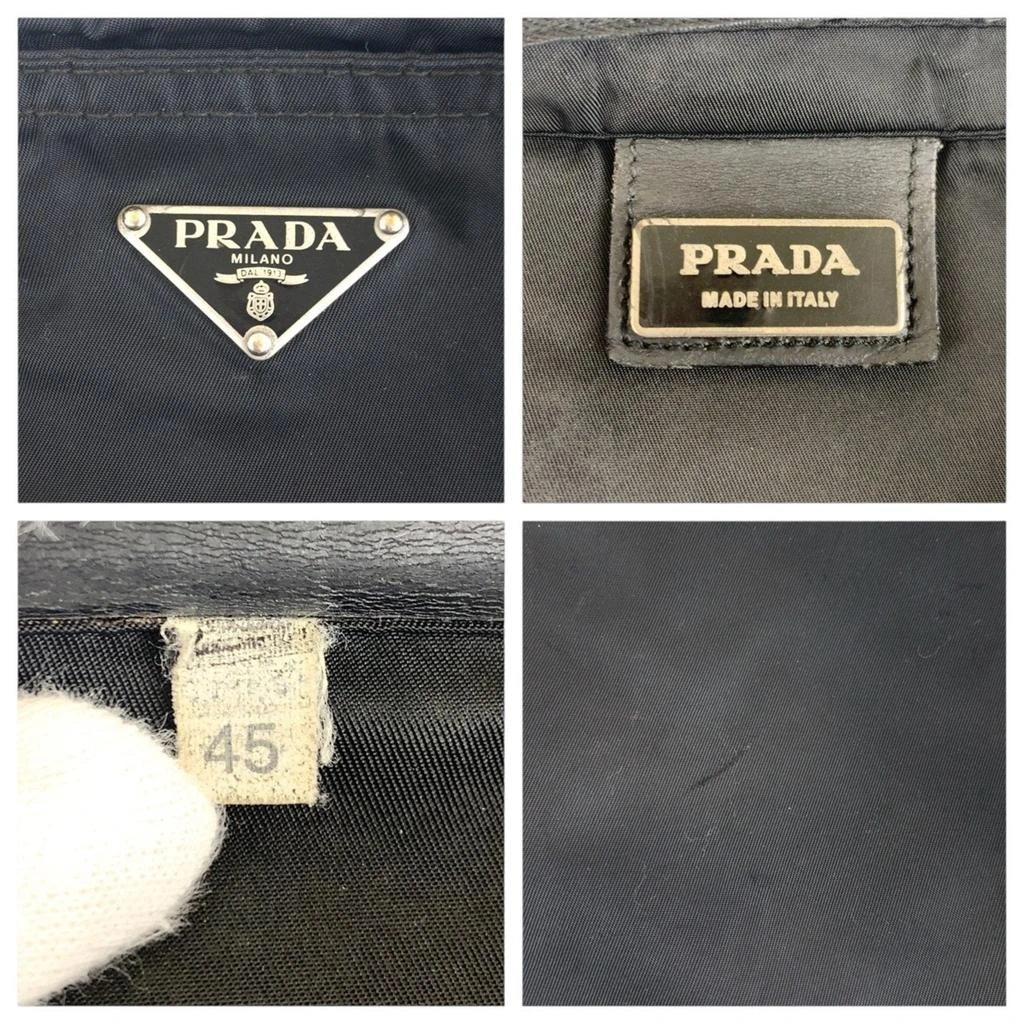 PRADA
MILANO
DAL 1913
PRADA
MADE IN ITALY
45